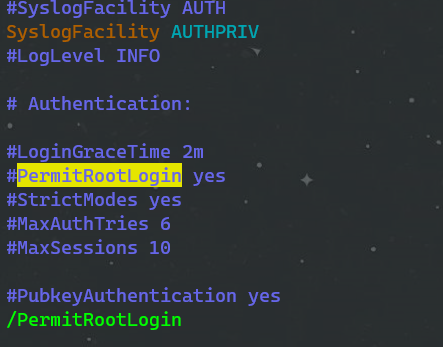 #SyslogFacility AUTH
SyslogFacility AUTHPRIV
#LogLevel INFO
# Authentication:
#LoginGraceTime 2m
#PermitRootLogin yes
#StrictModes yes
#MaxAuthTries 6
#MaxSessions 10
#PubkeyAuthentication yes
/PermitRootLogin